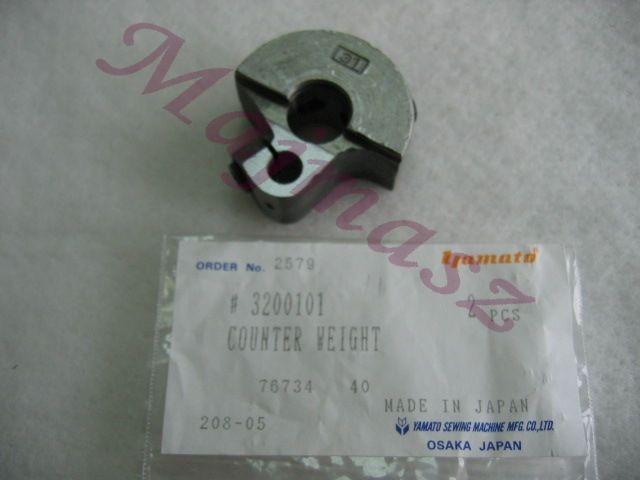 31
Majmasz
ORDER No. 2579 Yamato
# 3200101 2 PCS
COUNTER WEIGHT
76734 40
MADE IN JAPAN
208-05 YAMATO SEWING MACHINE MFG. CO., LTD.
OSAKA JAPAN